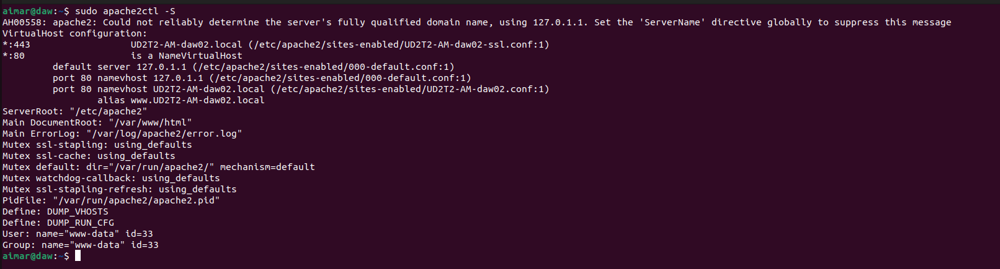 aimar@daw:~$ sudo apache2ctl -S
AH00558: apache2: Could not reliably determine the server's fully qualified domain name, using 127.0.1.1. Set the 'ServerName' directive globally to suppress this message
VirtualHost configuration:
*:443                  UD2T2-AM-daw02.local (/etc/apache2/sites-enabled/UD2T2-AM-daw02-ssl.conf:1)
*:80                   is a NameVirtualHost
         default server 127.0.1.1 (/etc/apache2/sites-enabled/000-default.conf:1)
         port 80 namevhost 127.0.1.1 (/etc/apache2/sites-enabled/000-default.conf:1)
         port 80 namevhost UD2T2-AM-daw02.local (/etc/apache2/sites-enabled/UD2T2-AM-daw02.conf:1)
                 alias www.UD2T2-AM-daw02.local
ServerRoot: "/etc/apache2"
Main DocumentRoot: "/var/www/html"
Main ErrorLog: "/var/log/apache2/error.log"
Mutex ssl-stapling: using_defaults
Mutex ssl-cache: using_defaults
Mutex default: dir="/var/run/apache2/" mechanism=default
Mutex watchdog-callback: using_defaults
Mutex ssl-stapling-refresh: using_defaults
PidFile: "/var/run/apache2/apache2.pid"
Define: DUMP_VHOSTS
Define: DUMP_RUN_CFG
User: name="www-data" id=33
Group: name="www-data" id=33
aimar@daw:~$